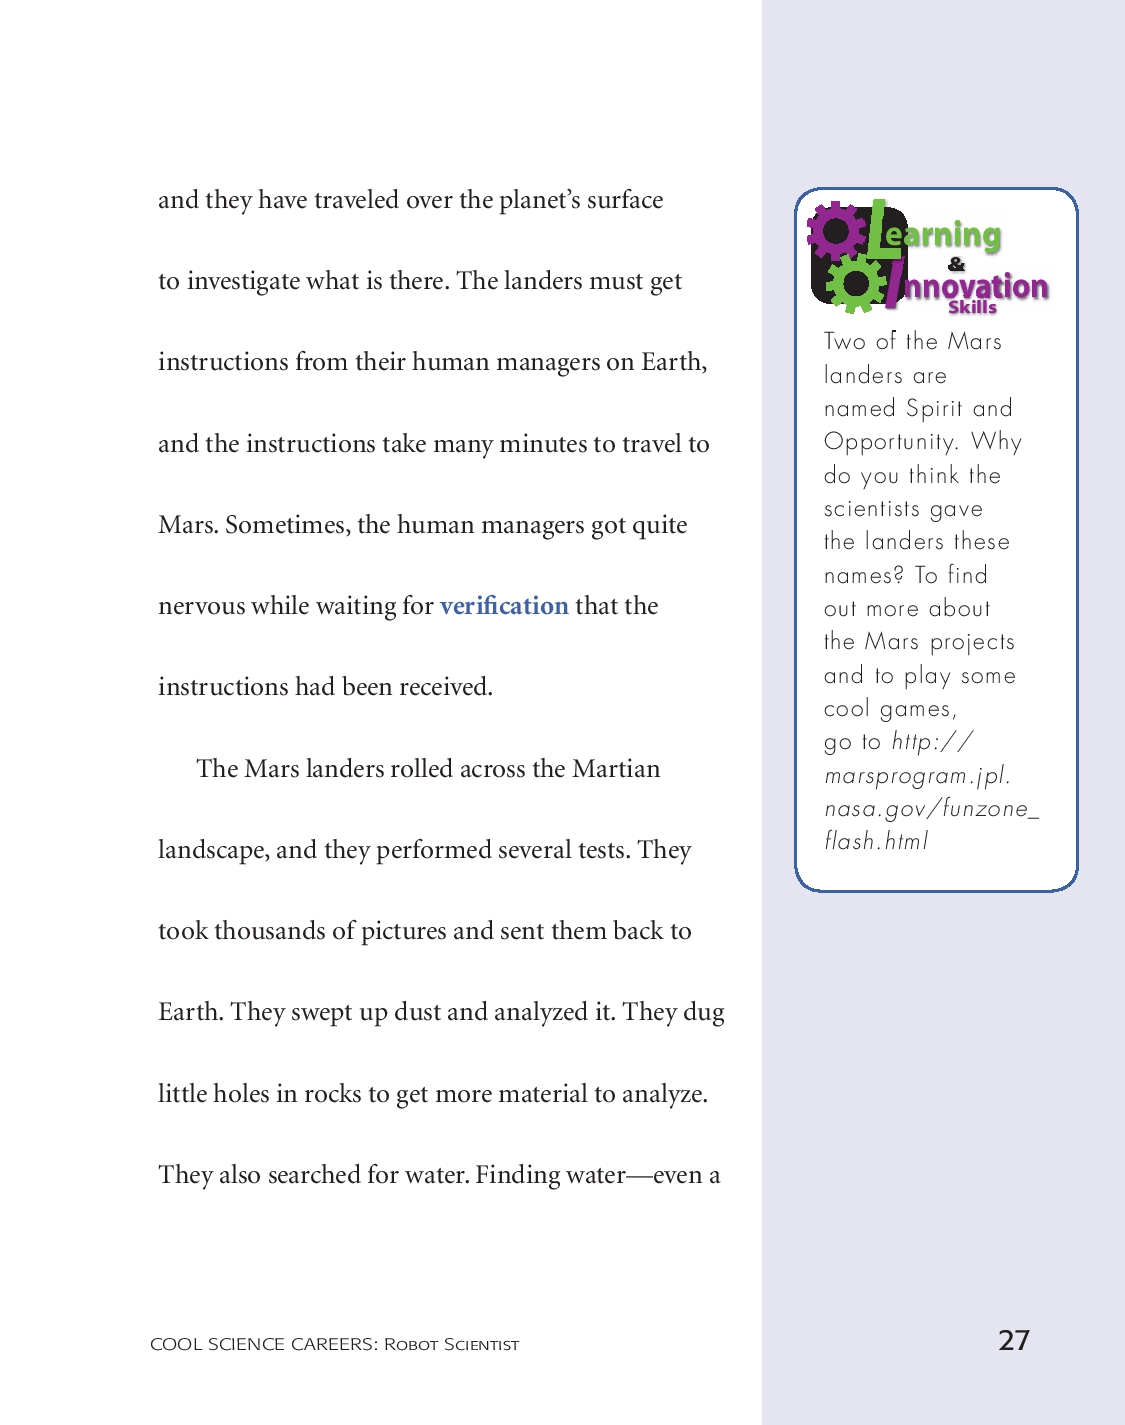 and they have traveled over the planet’s surface
to investigate what is there. The landers must get
instructions from their human managers on Earth,
and the instructions take many minutes to travel to
Mars. Sometimes, the human managers got quite
nervous while waiting for verification that the
instructions had been received.
The Mars landers rolled across the Martian
landscape, and they performed several tests. They
took thousands of pictures and sent them back to
Earth. They swept up dust and analyzed it. They dug
little holes in rocks to get more material to analyze.
They also searched for water. Finding water—even a
Learning
&
Innovation
Skills
Two of the Mars
landers are
named Spirit and
Opportunity. Why
do you think the
scientists gave
the landers these
names? To find
out more about
the Mars projects
and to play some
cool games,
go to http://
marsprogram.jpl.
nasa.gov/funzone_
flash.html
COOL SCIENCE CAREERS: Robot Scientist
27